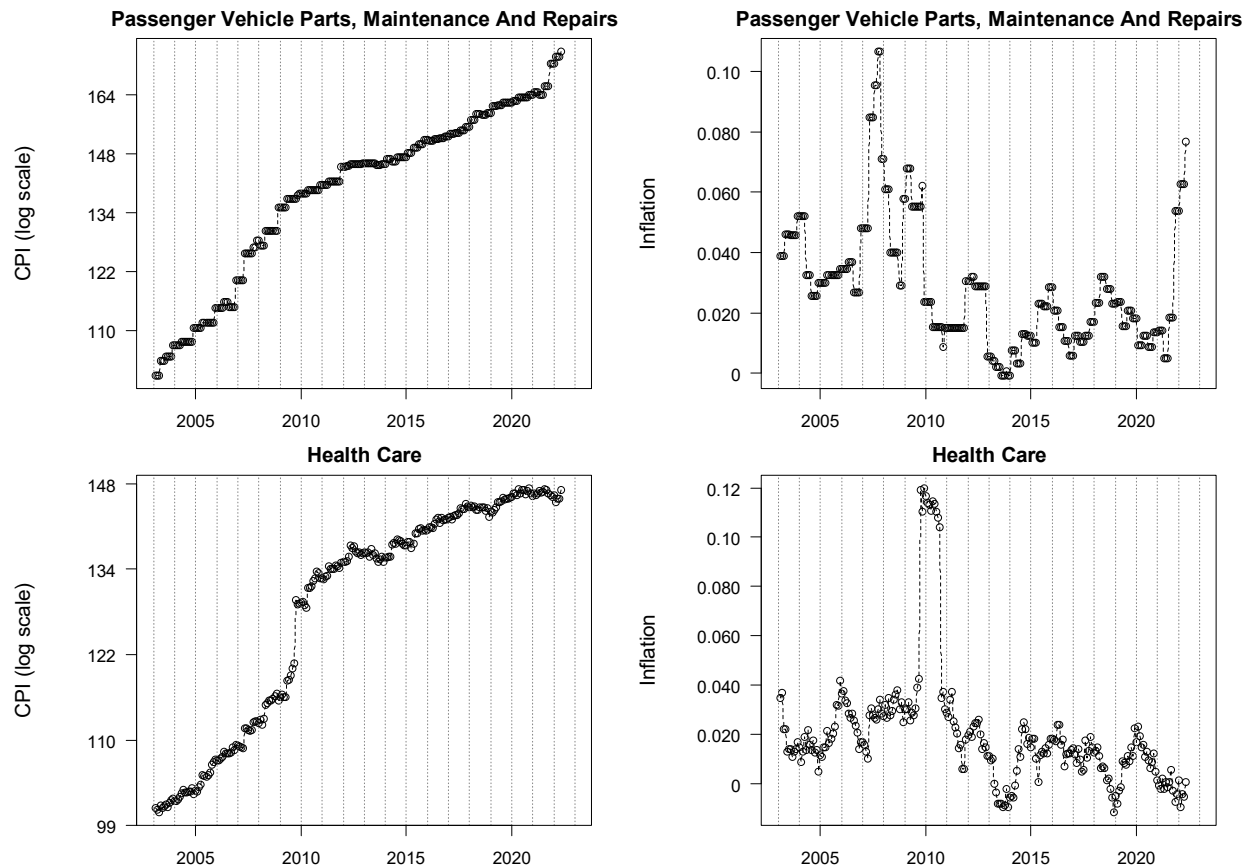 Passenger Vehicle Parts, Maintenance And Repairs
CPI (log scale)
164
148
134
122
110
2005 2010 2015 2020
Passenger Vehicle Parts, Maintenance And Repairs
Inflation
0.10
0.080
0.060
0.040
0.020
0
2005 2010 2015 2020
Health Care
CPI (log scale)
148
134
122
110
99
2005 2010 2015 2020
Health Care
Inflation
0.12
0.10
0.080
0.060
0.040
0.020
0
2005 2010 2015 2020